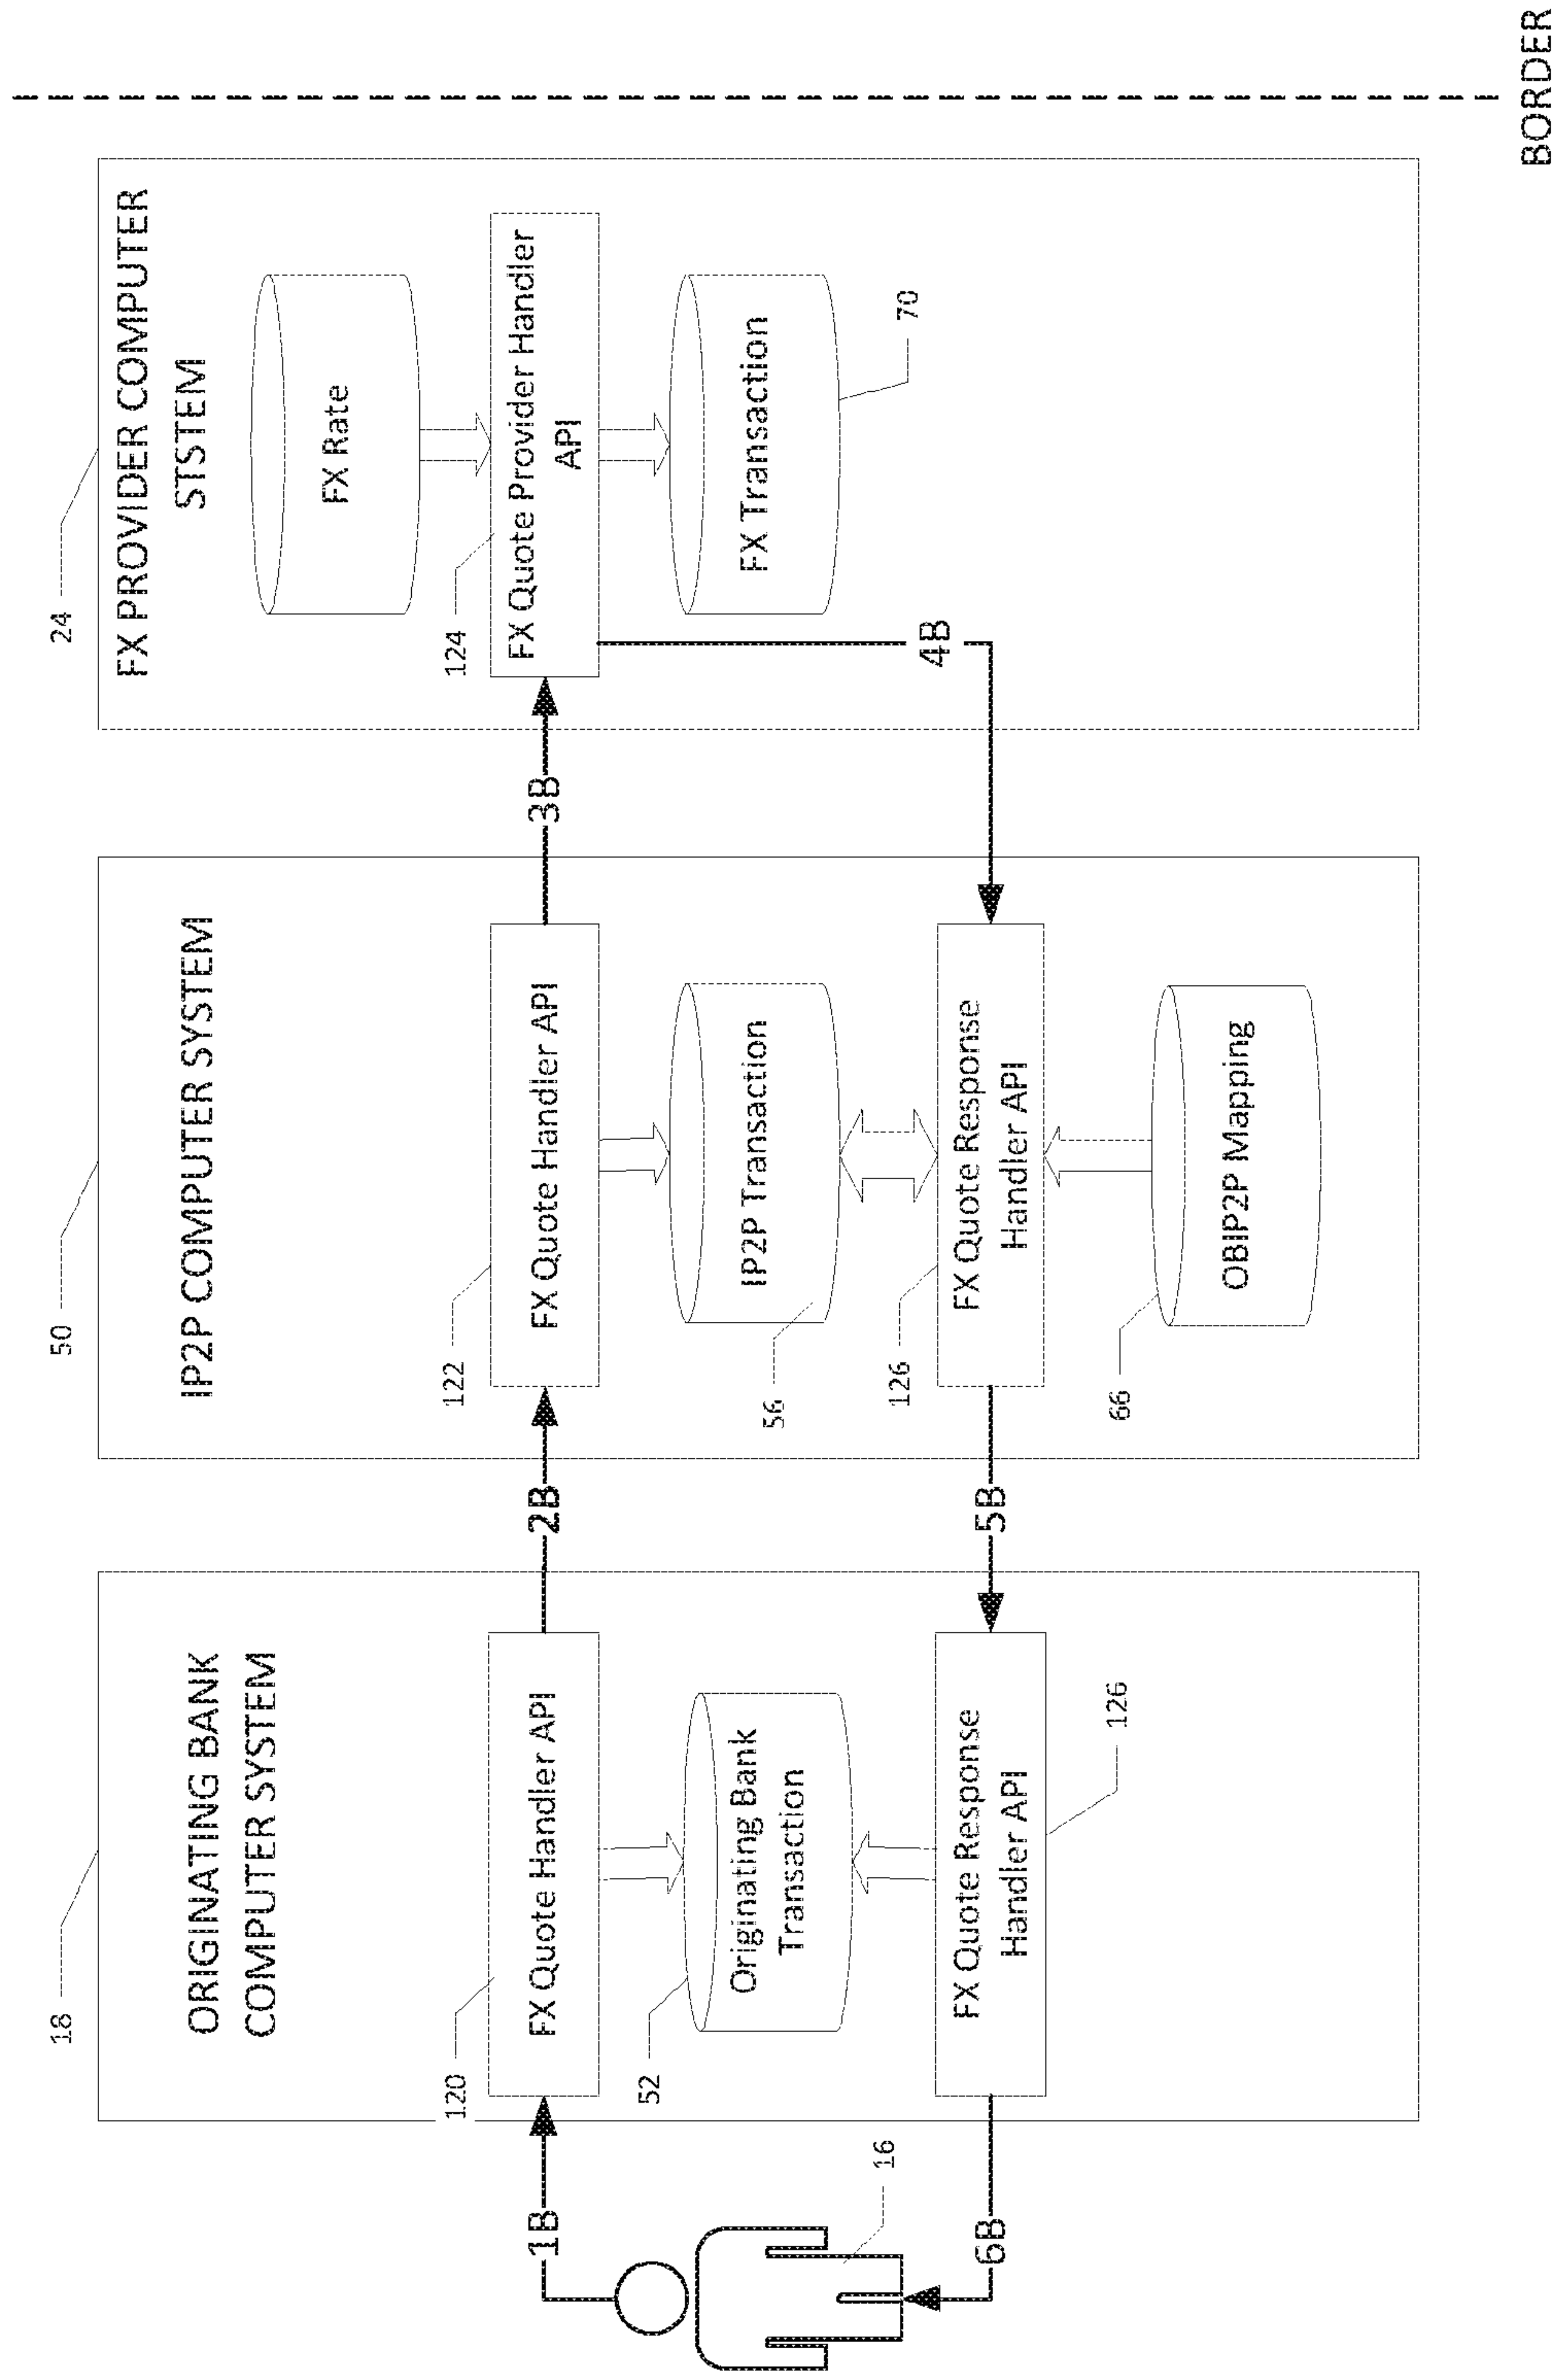 18
ORIGINATING BANK
COMPUTER SYSTEM
120
FX Quote Handler API
52
Originating Bank
Transaction
FX Quote Response
Handler API
126
1B
16
6B
2B
5B
50
IP2P COMPUTER SYSTEM
122
FX Quote Handler API
IP2P Transaction
56
126
FX Quote Response
Handler API
66
OBIP2P Mapping
3B
4B
24
FX PROVIDER COMPUTER
STSTEM
FX Rate
124
FX Quote Provider Handler
API
FX Transaction
70
BORDER